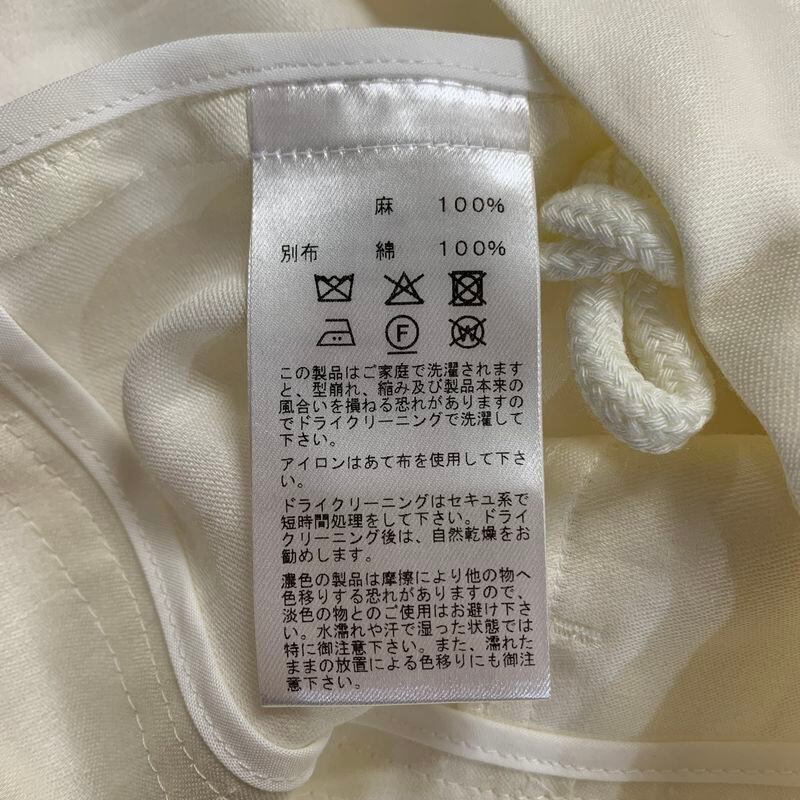 麻 100%
別布 綿 100%
F
W
この製品はご家庭で洗濯されます
と、型崩れ、縮み及び製品本来の
風合いを損ねる恐れがありますの
でドライクリーニングで洗濯して
下さい。
アイロンはあて布を使用して下さ
い。
ドライクリーニングはセキユ系で
短時間処理をして下さい。ドライ
クリーニング後は、自然乾燥をお
勧めします。
濃色の製品は摩擦により他の物へ
色移りする恐れがありますので、
淡色の物とのご使用はお避け下さ
い。水濡れや汗で湿った状態では
特に御注意下さい。また、濡れた
ままの放置による色移りにも御注
意下さい。